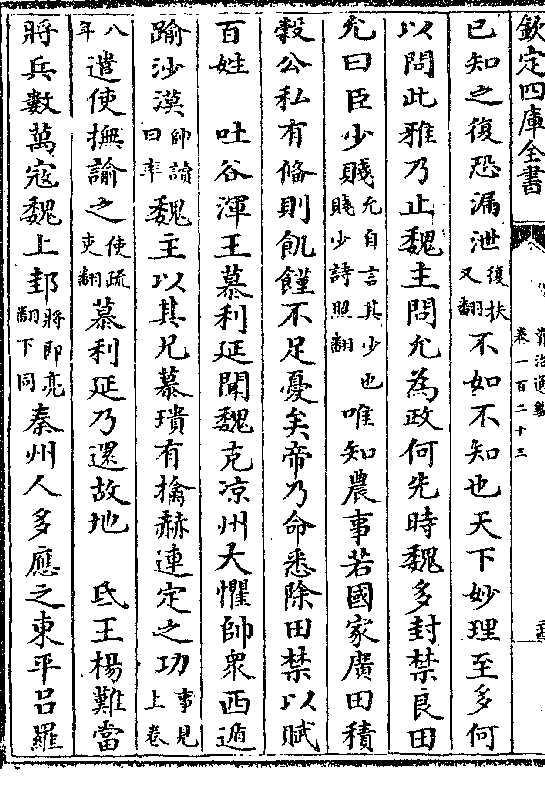 欽定四庫全書
卷一百二十三
已知之復恐漏泄復扶又翻不如不知也天下妙理至多何
以問此雅乃止魏主問允為政何先時魏多封禁良田
允曰臣少賤允自言其少也賤少詩照翻唯知農事若國家廣田積
穀公私有備則飢饉不足憂矣帝乃命悉除田禁以賦
百姓　吐谷渾王慕利延聞魏克凉州大懼帥衆西遁
踰沙漠帥讀曰率魏主以其兄慕璝有擒赫連定之功事見上卷
八年遣使撫諭之使疏吏翻慕利延乃還故地　氐王楊難當
將兵數萬寇魏上邽將即亮翻下同秦州人多應之東平呂羅